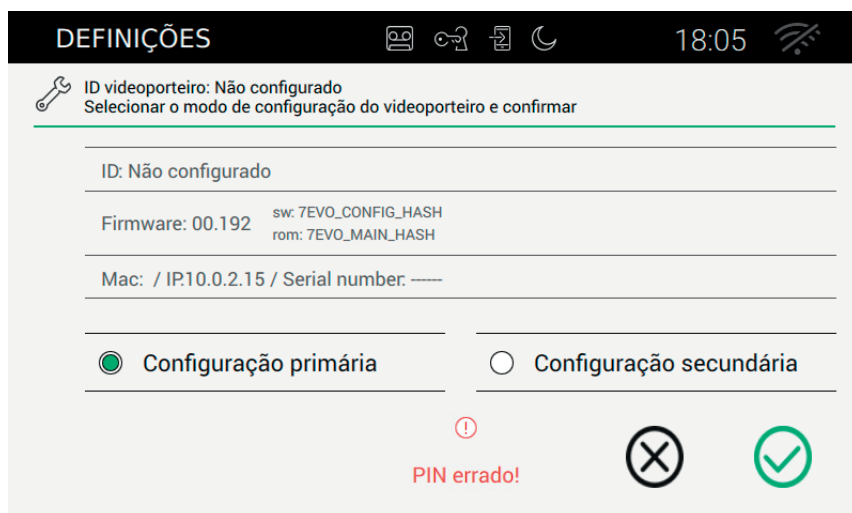 DEFINIÇÕES 18:05
ID videoporteiro: Não configurado
Selecionar o modo de configuração do videoporteiro e confirmar
ID: Não configurado
Firmware: 00.192
sw: 7EVO_CONFIG_HASH
rom: 7EVO_MAIN_HASH
Mac: / IP.10.0.2.15 / Serial number: ------
Configuração primária
Configuração secundária
PIN errado!